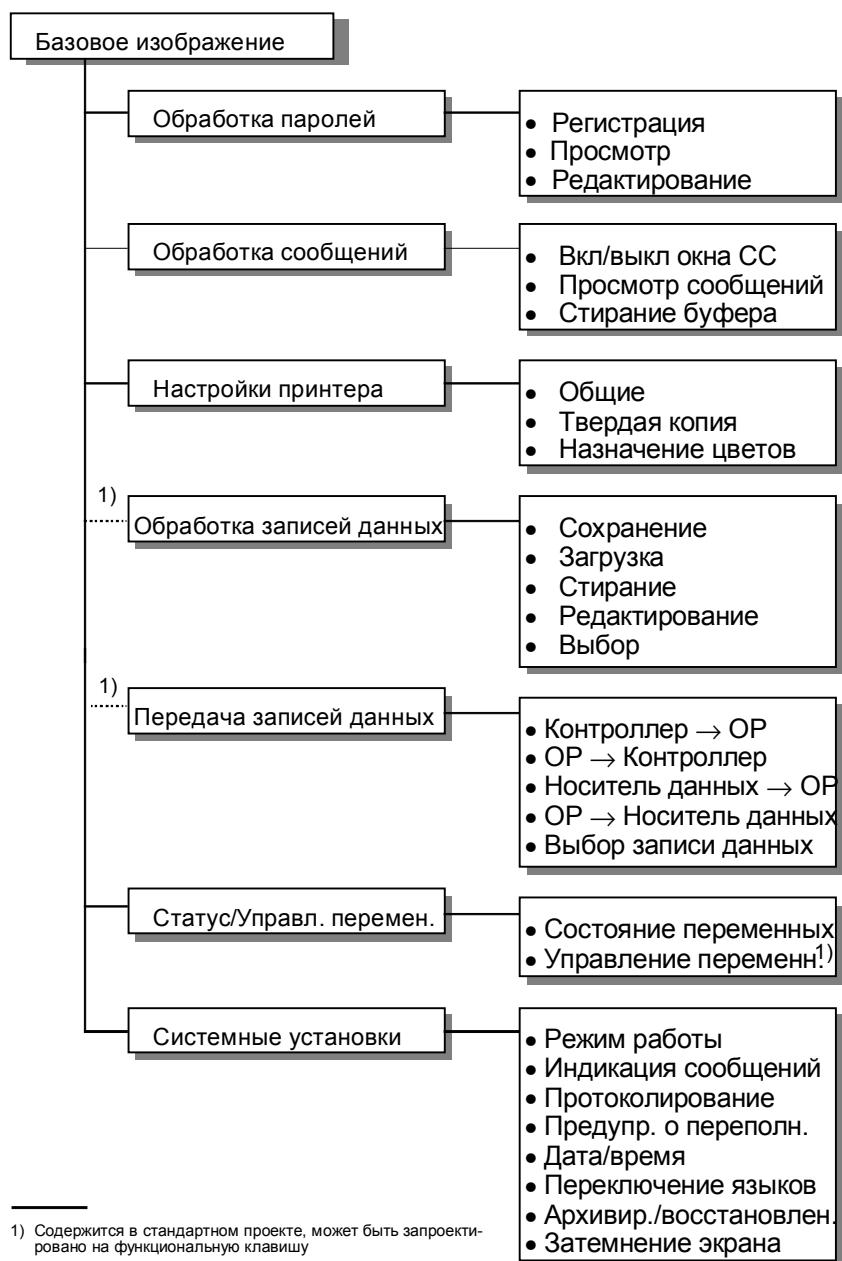 Базовое изображение
Обработка паролей
• Регистрация
• Просмотр
• Редактирование
Обработка сообщений
• Вкл/выкл окна СС
• Просмотр сообщений
• Стирание буфера
Настройки принтера
• Общие
• Твердая копия
• Назначение цветов
1)
Обработка записей данных
• Сохранение
• Загрузка
• Стирание
• Редактирование
• Выбор
1)
Передача записей данных
• Контроллер → OP
• OP → Контроллер
• Носитель данных → OP
• OP → Носитель данных
• Выбор записи данных
Статус/Управл. перемен.
• Состояние переменных
• Управление переменн.1)
Системные установки
• Режим работы
• Индикация сообщений
• Протоколирование
• Предупр. о переполн.
• Дата/время
• Переключение языков
• Архивир./восстановлен.
• Затемнение экрана
1) Содержится в стандартном проекте, может быть запроекти-
ровано на функциональную клавишу